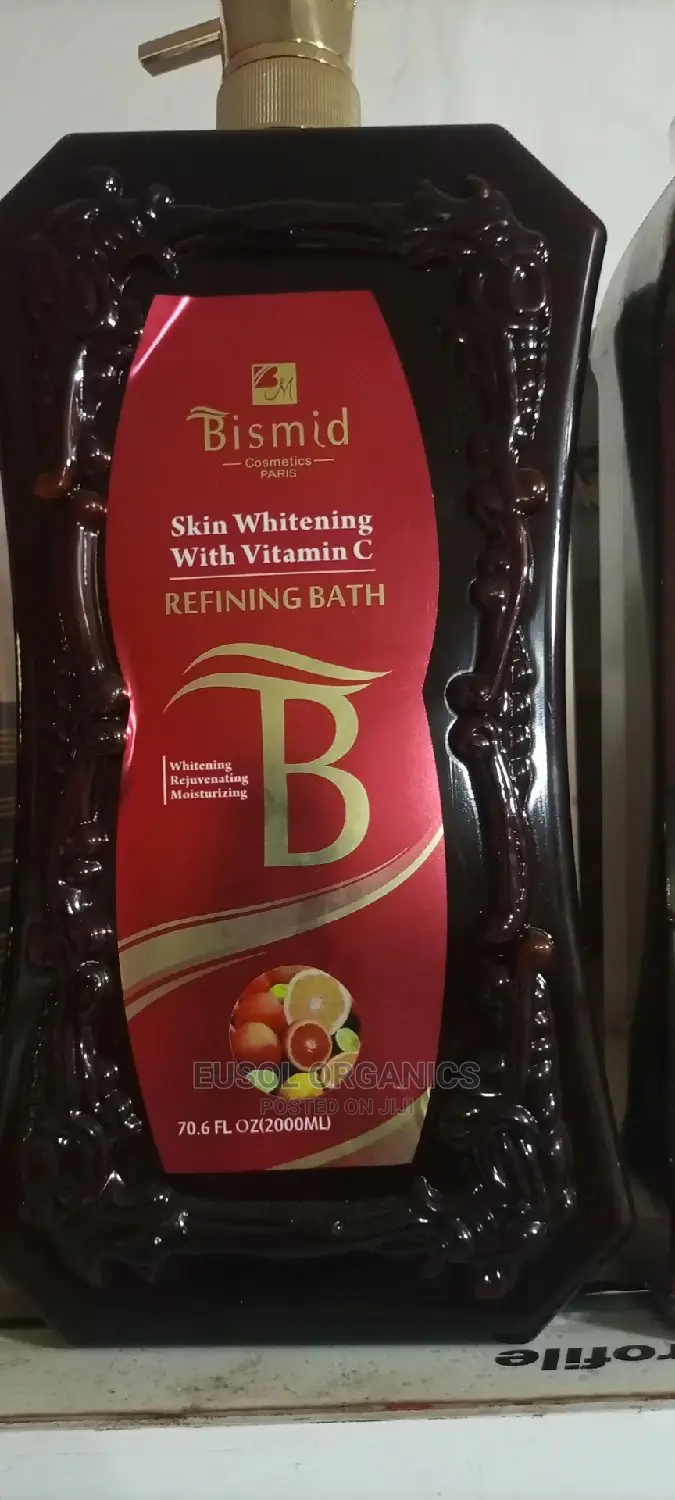 BM
Bismid
Cosmetics
PARIS
Skin Whitening
With Vitamin C
REFINING BATH
B
Whitening
Rejuvenating
Moisturizing
ORGANICS
POSTED ON JIJI
70.6 FL OZ(2000ML)
rofile